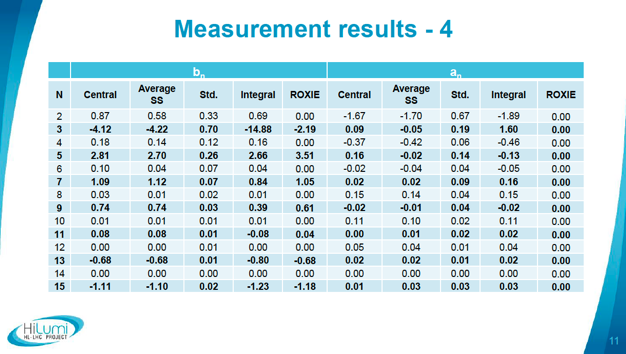 Measurement results - 4
bn an
N Central Average SS Std. Integral ROXIE Central Average SS Std. Integral ROXIE
2 0.87 0.58 0.33 0.69 0.00 -1.67 -1.70 0.67 -1.89 0.00
3 -4.12 -4.22 0.70 -14.88 -2.19 0.09 -0.05 0.19 1.60 0.00
4 0.18 0.14 0.12 0.16 0.00 -0.37 -0.42 0.06 -0.46 0.00
5 2.81 2.70 0.26 2.66 3.51 0.16 -0.02 0.14 -0.13 0.00
6 0.10 0.04 0.07 0.04 0.00 -0.02 -0.04 0.04 -0.05 0.00
7 1.09 1.12 0.07 0.84 1.05 0.02 0.02 0.09 0.16 0.00
8 0.03 0.01 0.02 0.01 0.00 0.15 0.14 0.04 0.15 0.00
9 0.74 0.74 0.03 0.39 0.61 -0.02 -0.01 0.04 -0.02 0.00
10 0.01 0.01 0.01 0.01 0.00 0.11 0.10 0.02 0.11 0.00
11 0.08 0.08 0.01 -0.08 0.04 0.00 0.01 0.02 0.02 0.00
12 0.00 0.00 0.01 0.00 0.00 0.05 0.04 0.01 0.04 0.00
13 -0.68 -0.68 0.01 -0.80 -0.68 0.02 0.02 0.01 0.02 0.00
14 0.00 0.00 0.00 0.00 0.00 0.00 0.00 0.00 0.00 0.00
15 -1.11 -1.10 0.02 -1.23 -1.18 0.01 0.03 0.03 0.03 0.00
HiLumi
HL-LHC PROJECT
11